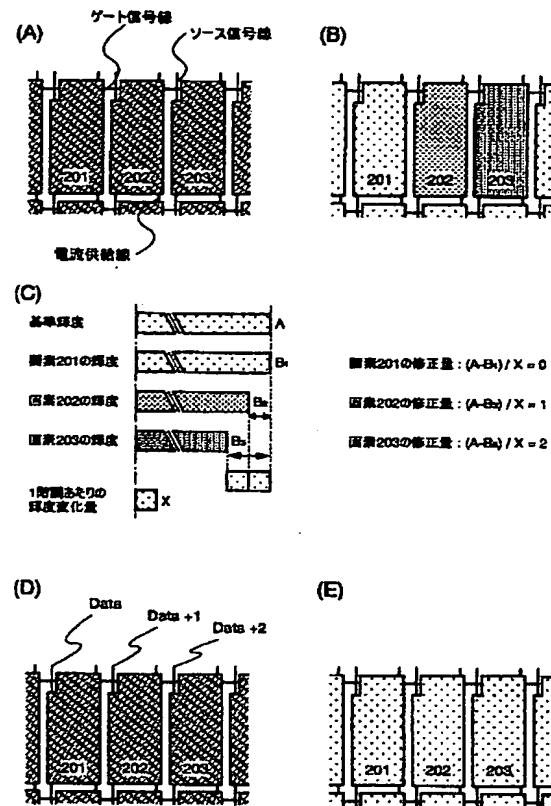 (A)
ゲート信号線
ソース信号線
201
202
203
電流供給線
(B)
201
202
203
(C)
基準輝度
A
画素201の輝度
B₁
画素202の輝度
B₂
画素203の輝度
B₃
1階調あたりの
輝度変化量
X
画素201の修正量：(A-B₁) / X = 0
画素202の修正量：(A-B₂) / X = 1
画素203の修正量：(A-B₃) / X = 2
(D)
Data
Data +1
Data +2
201
202
203
(E)
201
202
203